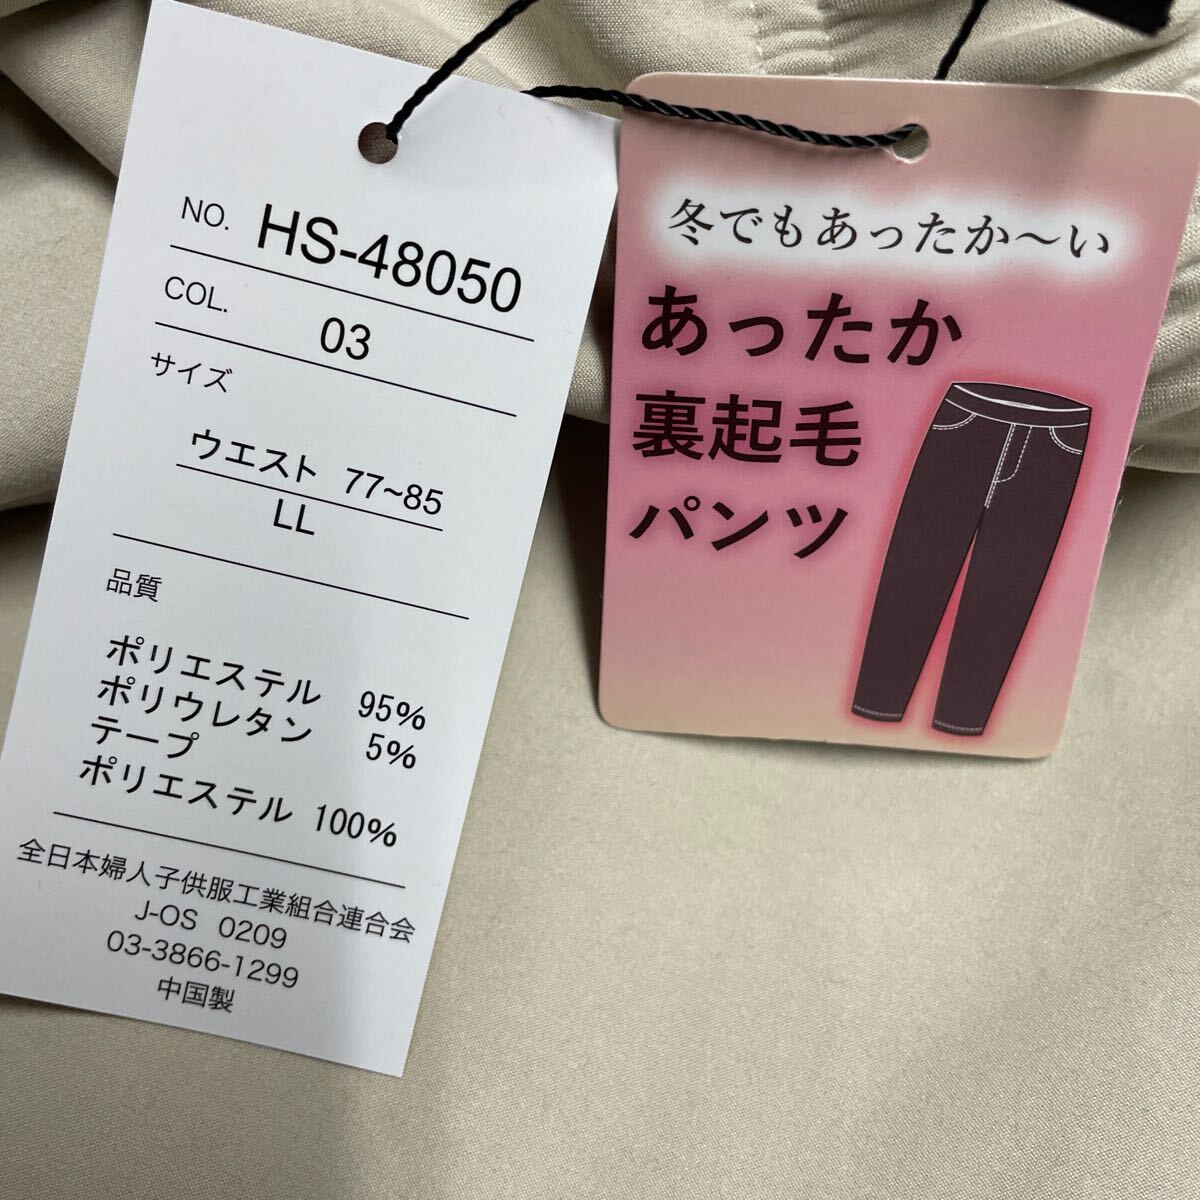 NO. HS-48050
COL. 03
サイズ
ウエスト 77~85
LL
品質
ポリエステル 95%
ポリウレタン 5%
テープ
ポリエステル 100%
全日本婦人子供服工業組合連合会
J-OS 0209
03-3866-1299
中国製
冬でもあったか〜い
あったか
裏起毛
パンツ